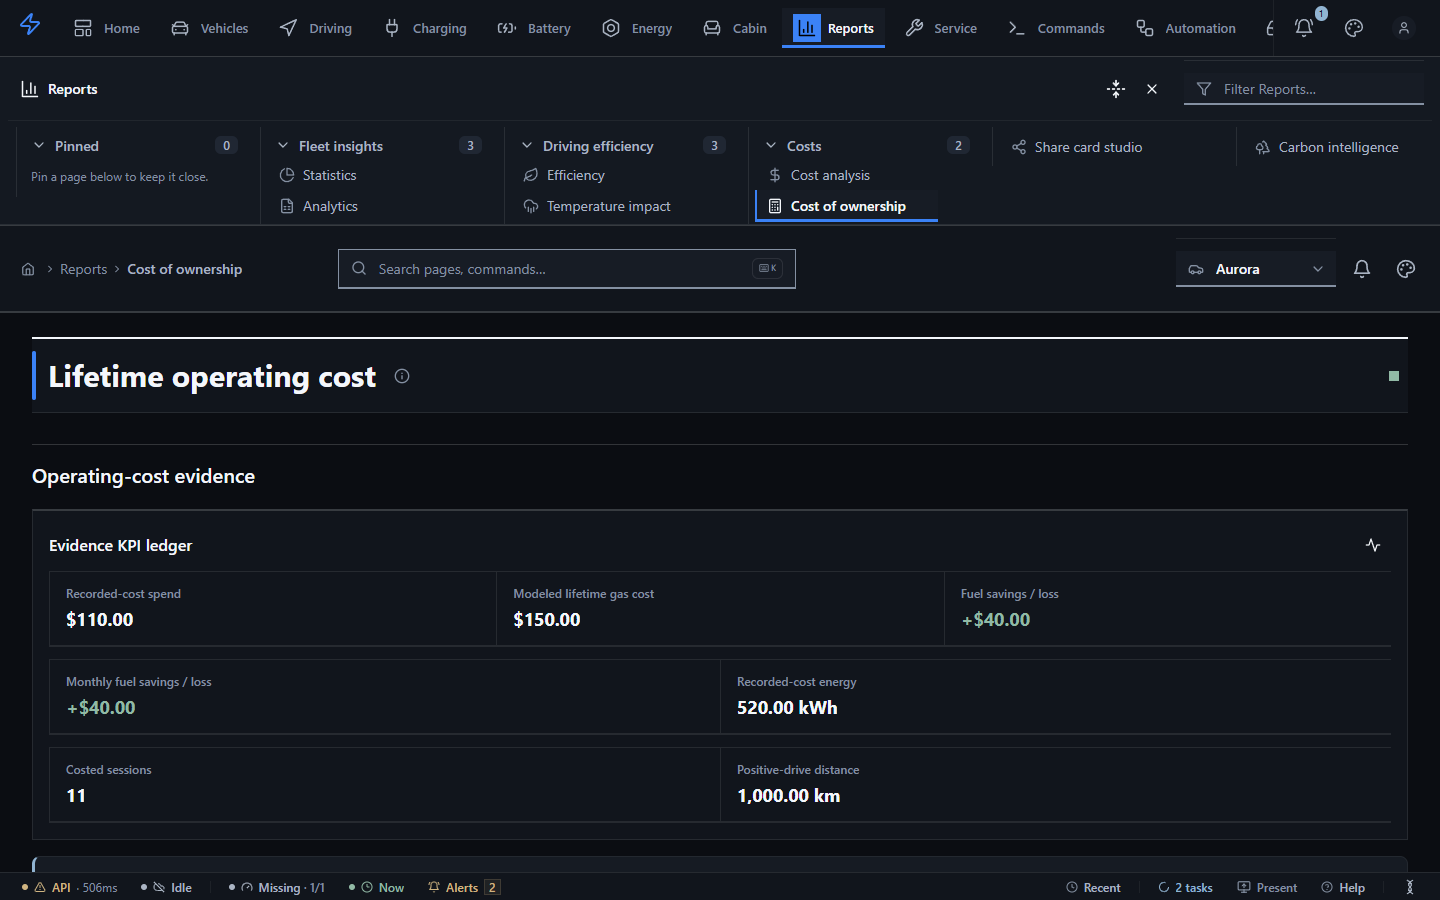 Home Vehicles Driving Charging Battery Energy Cabin Reports Service Commands Automation 1
Reports Filter Reports...
Pinned 0 Fleet insights 3 Driving efficiency 3 Costs 2 Share card studio Carbon intelligence
Pin a page below to keep it close. Statistics Efficiency Cost analysis
Analytics Temperature impact Cost of ownership
Reports Cost of ownership Search pages, commands... K Aurora
Lifetime operating cost
Operating-cost evidence
Evidence KPI ledger
Recorded-cost spend Modeled lifetime gas cost Fuel savings / loss
$110.00 $150.00 +$40.00
Monthly fuel savings / loss Recorded-cost energy
+$40.00 520.00 kWh
Costed sessions Positive-drive distance
11 1,000.00 km
API · 506ms Idle Missing · 1/1 Now Alerts 2 Recent 2 tasks Present Help